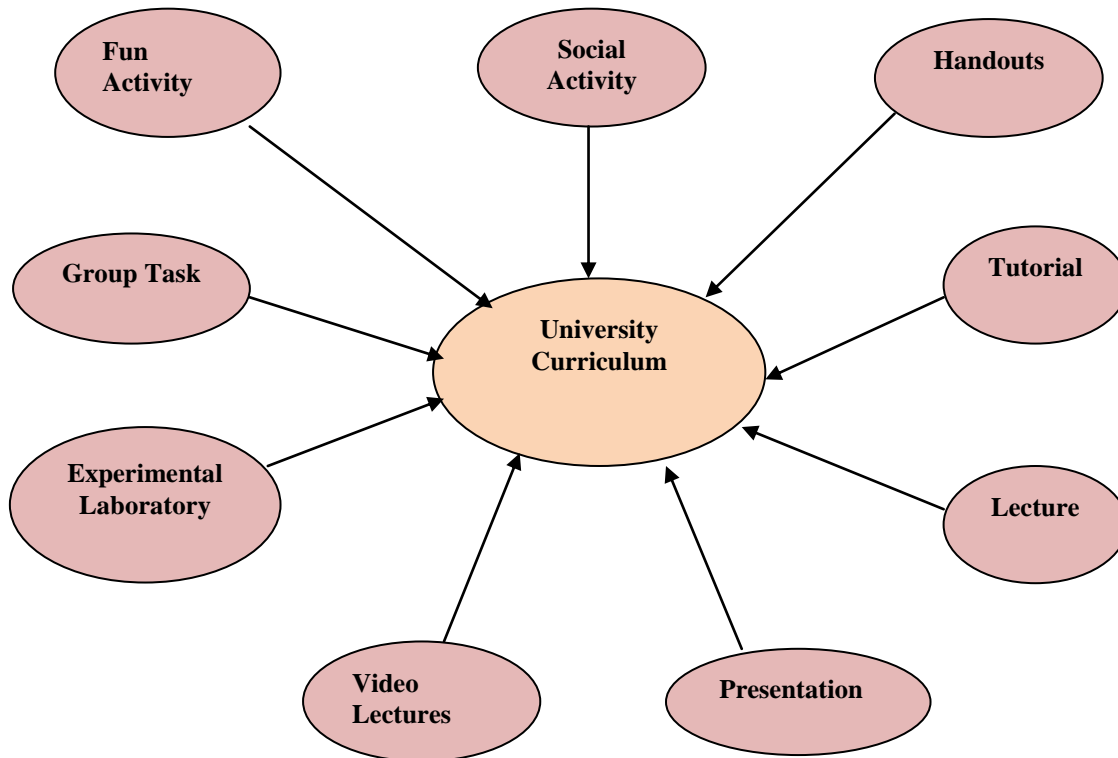 Fun
Activity
Social
Activity
Handouts
Group Task
Tutorial
University
Curriculum
Experimental
Laboratory
Lecture
Video
Lectures
Presentation